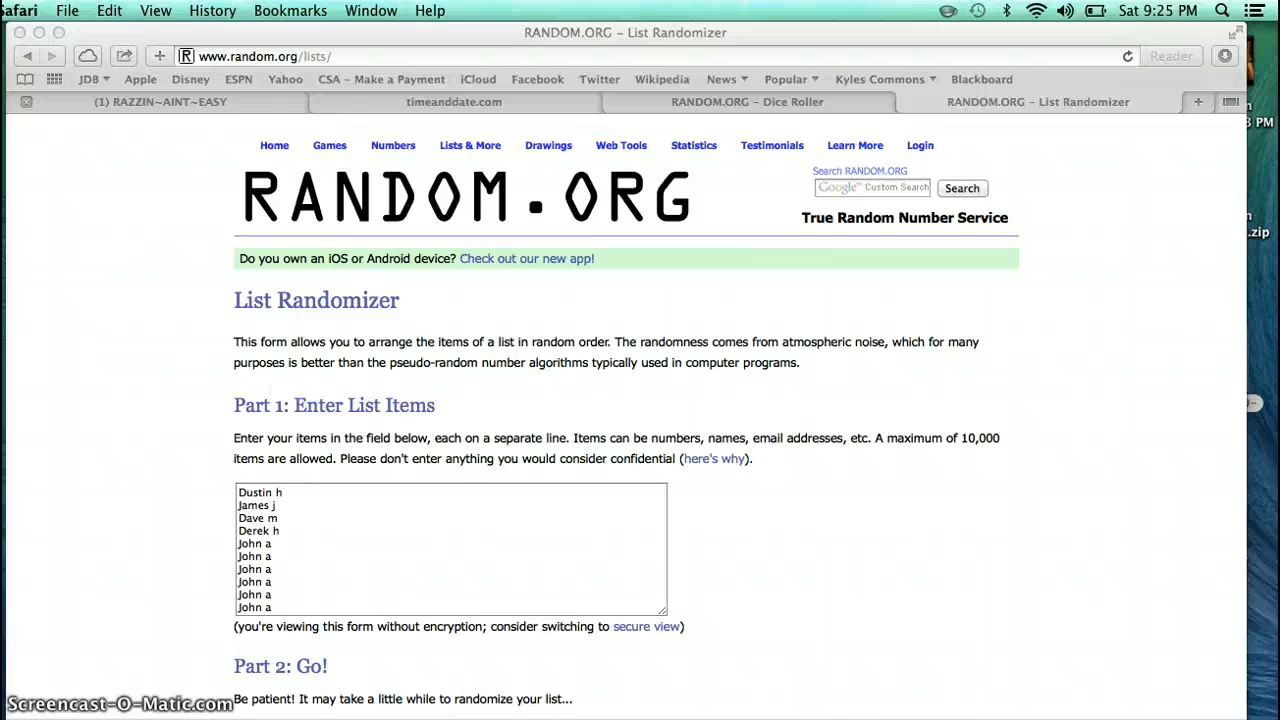 Safari File Edit View History Bookmarks Window Help Sat 9:25 PM
RANDOM.ORG – List Randomizer
www.random.org/lists/ Reader
JDB Apple Disney ESPN Yahoo CSA – Make a Payment iCloud Facebook Twitter Wikipedia News Popular Kyles Commons Blackboard
(1) RAZZIN~AINT~EASY timeanddate.com RANDOM.ORG – Dice Roller RANDOM.ORG – List Randomizer
PM
.zip
Home Games Numbers Lists & More Drawings Web Tools Statistics Testimonials Learn More Login
Search RANDOM.ORG
Google™ Custom Search Search
RANDOM.ORG
True Random Number Service
Do you own an iOS or Android device? Check out our new app!
List Randomizer
This form allows you to arrange the items of a list in random order. The randomness comes from atmospheric noise, which for many
purposes is better than the pseudo-random number algorithms typically used in computer programs.
Part 1: Enter List Items
Enter your items in the field below, each on a separate line. Items can be numbers, names, email addresses, etc. A maximum of 10,000
items are allowed. Please don't enter anything you would consider confidential (here's why).
Dustin h
James j
Dave m
Derek h
John a
John a
John a
John a
John a
John a
(you're viewing this form without encryption; consider switching to secure view)
Part 2: Go!
Be patient! It may take a little while to randomize your list...
Screencast-O-Matic.com